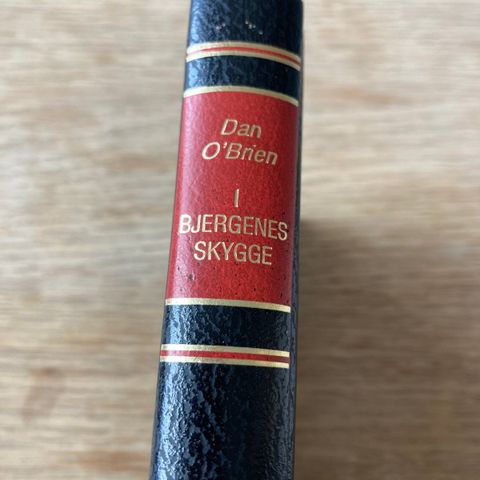 Dan
O'Brien
I
BJERGENES
SKYGGE